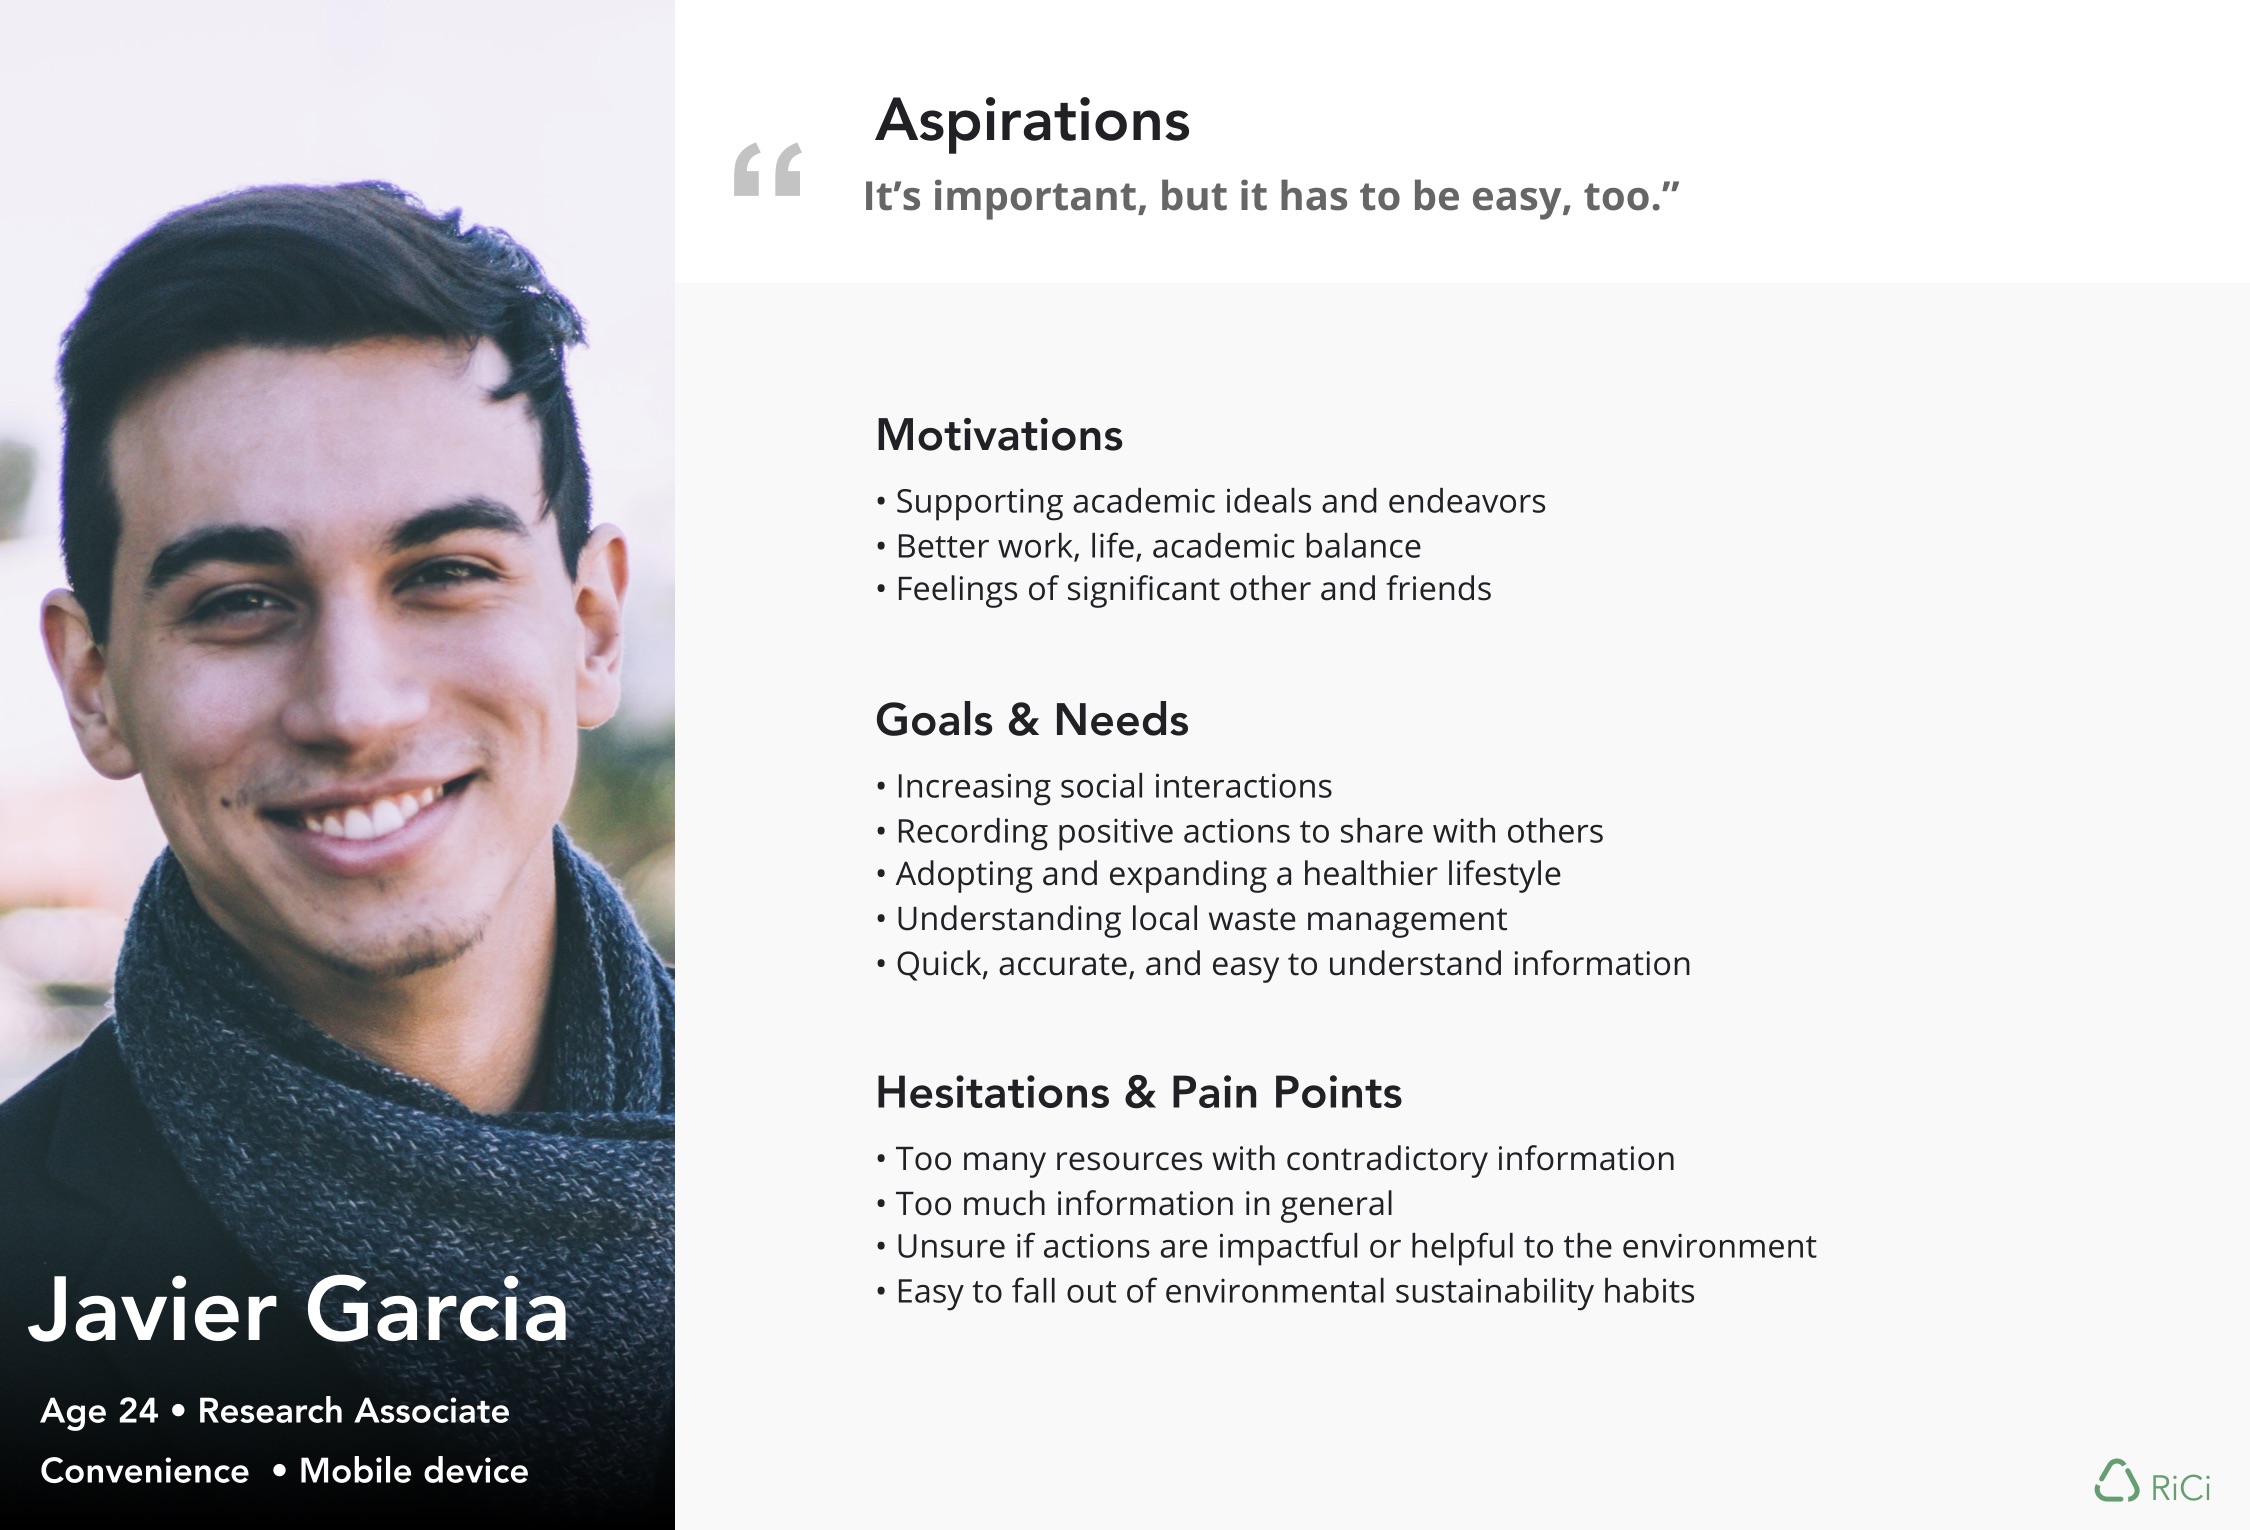 Aspirations
“ It’s important, but it has to be easy, too.”
Motivations
• Supporting academic ideals and endeavors
• Better work, life, academic balance
• Feelings of significant other and friends
Goals & Needs
• Increasing social interactions
• Recording positive actions to share with others
• Adopting and expanding a healthier lifestyle
• Understanding local waste management
• Quick, accurate, and easy to understand information
Hesitations & Pain Points
• Too many resources with contradictory information
• Too much information in general
• Unsure if actions are impactful or helpful to the environment
• Easy to fall out of environmental sustainability habits
Javier Garcia
Age 24 • Research Associate
Convenience • Mobile device
RiCi